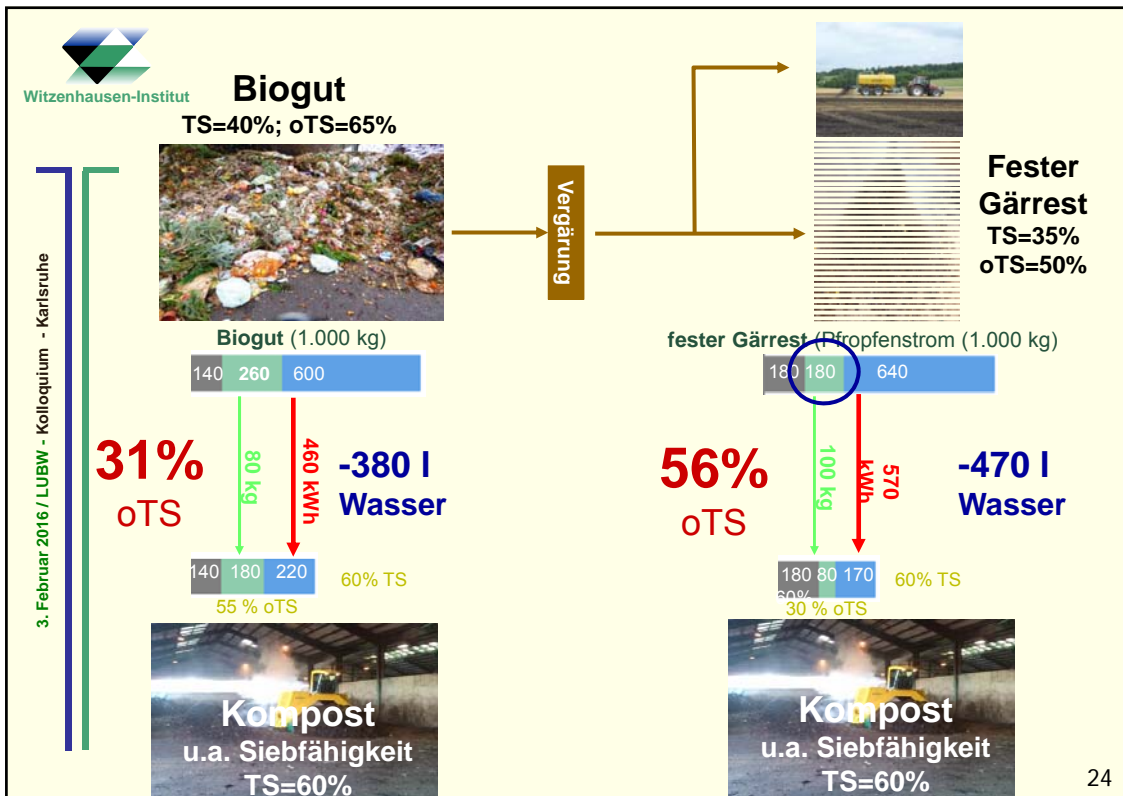 Witzenhausen-Institut
Biogut
TS=40%; oTS=65%
3. Februar 2016 / LUBW - Kolloquium - Karlsruhe
Vergärung
Fester
Gärrest
TS=35%
oTS=50%
Biogut (1.000 kg)
140 260 600
31%
oTS
80 kg
460 kWh
-380 l
Wasser
140 180 220
60% TS
55 % oTS
Kompost
u.a. Siebfähigkeit
TS=60%
fester Gärrest (Pfropfenstrom (1.000 kg)
180 180 640
56%
oTS
100 kg
570
kWh
-470 l
Wasser
180 80 170
60%
60% TS
30 % oTS
Kompost
u.a. Siebfähigkeit
TS=60%
24